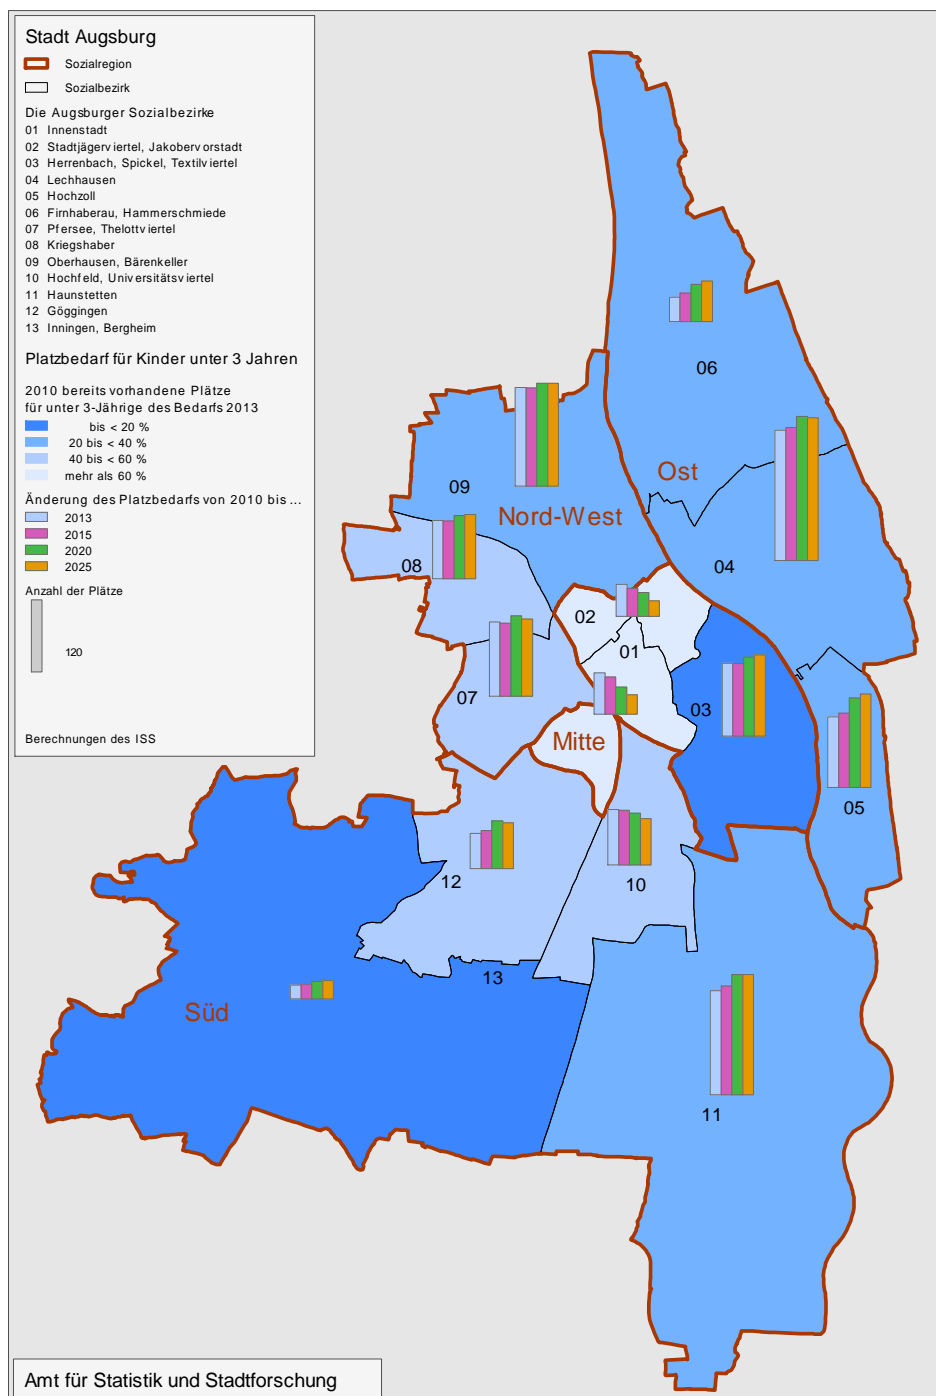 Stadt Augsburg
Sozialregion
Sozialbezirk
Die Augsburger Sozialbezirke
01 Innenstadt
02 Stadtjägerviertel, Jakobervorstadt
03 Herrenbach, Spickel, Textilviertel
04 Lechhausen
05 Hochzoll
06 Firnhaberau, Hammerschmiede
07 Pfersee, Thelottviertel
08 Kriegshaber
09 Oberhausen, Bärenkeller
10 Hochfeld, Universitätsviertel
11 Haunstetten
12 Göggingen
13 Inningen, Bergheim
Platzbedarf für Kinder unter 3 Jahren
2010 bereits vorhandene Plätze
für unter 3-Jährige des Bedarfs 2013
bis < 20 %
20 bis < 40 %
40 bis < 60 %
mehr als 60 %
Änderung des Platzbedarfs von 2010 bis ...
2013
2015
2020
2025
Anzahl der Plätze
120
Berechnungen des ISS
06
Ost
09
Nord-West
08
04
02
01
07
03
Mitte
05
12
10
13
Süd
11
Amt für Statistik und Stadtforschung